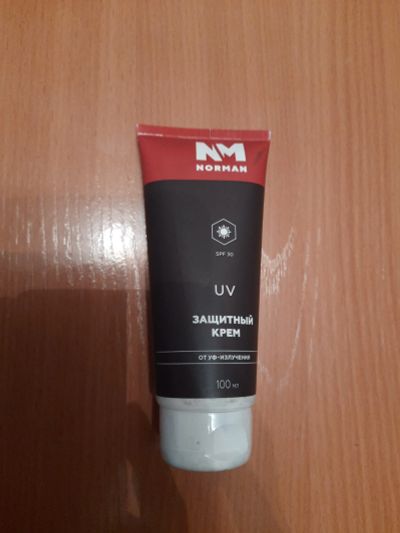 NM
NORMAN
SPF 30
UV
ЗАЩИТНЫЙ
КРЕМ
ОТ УФ-ИЗЛУЧЕНИЯ
100 мл